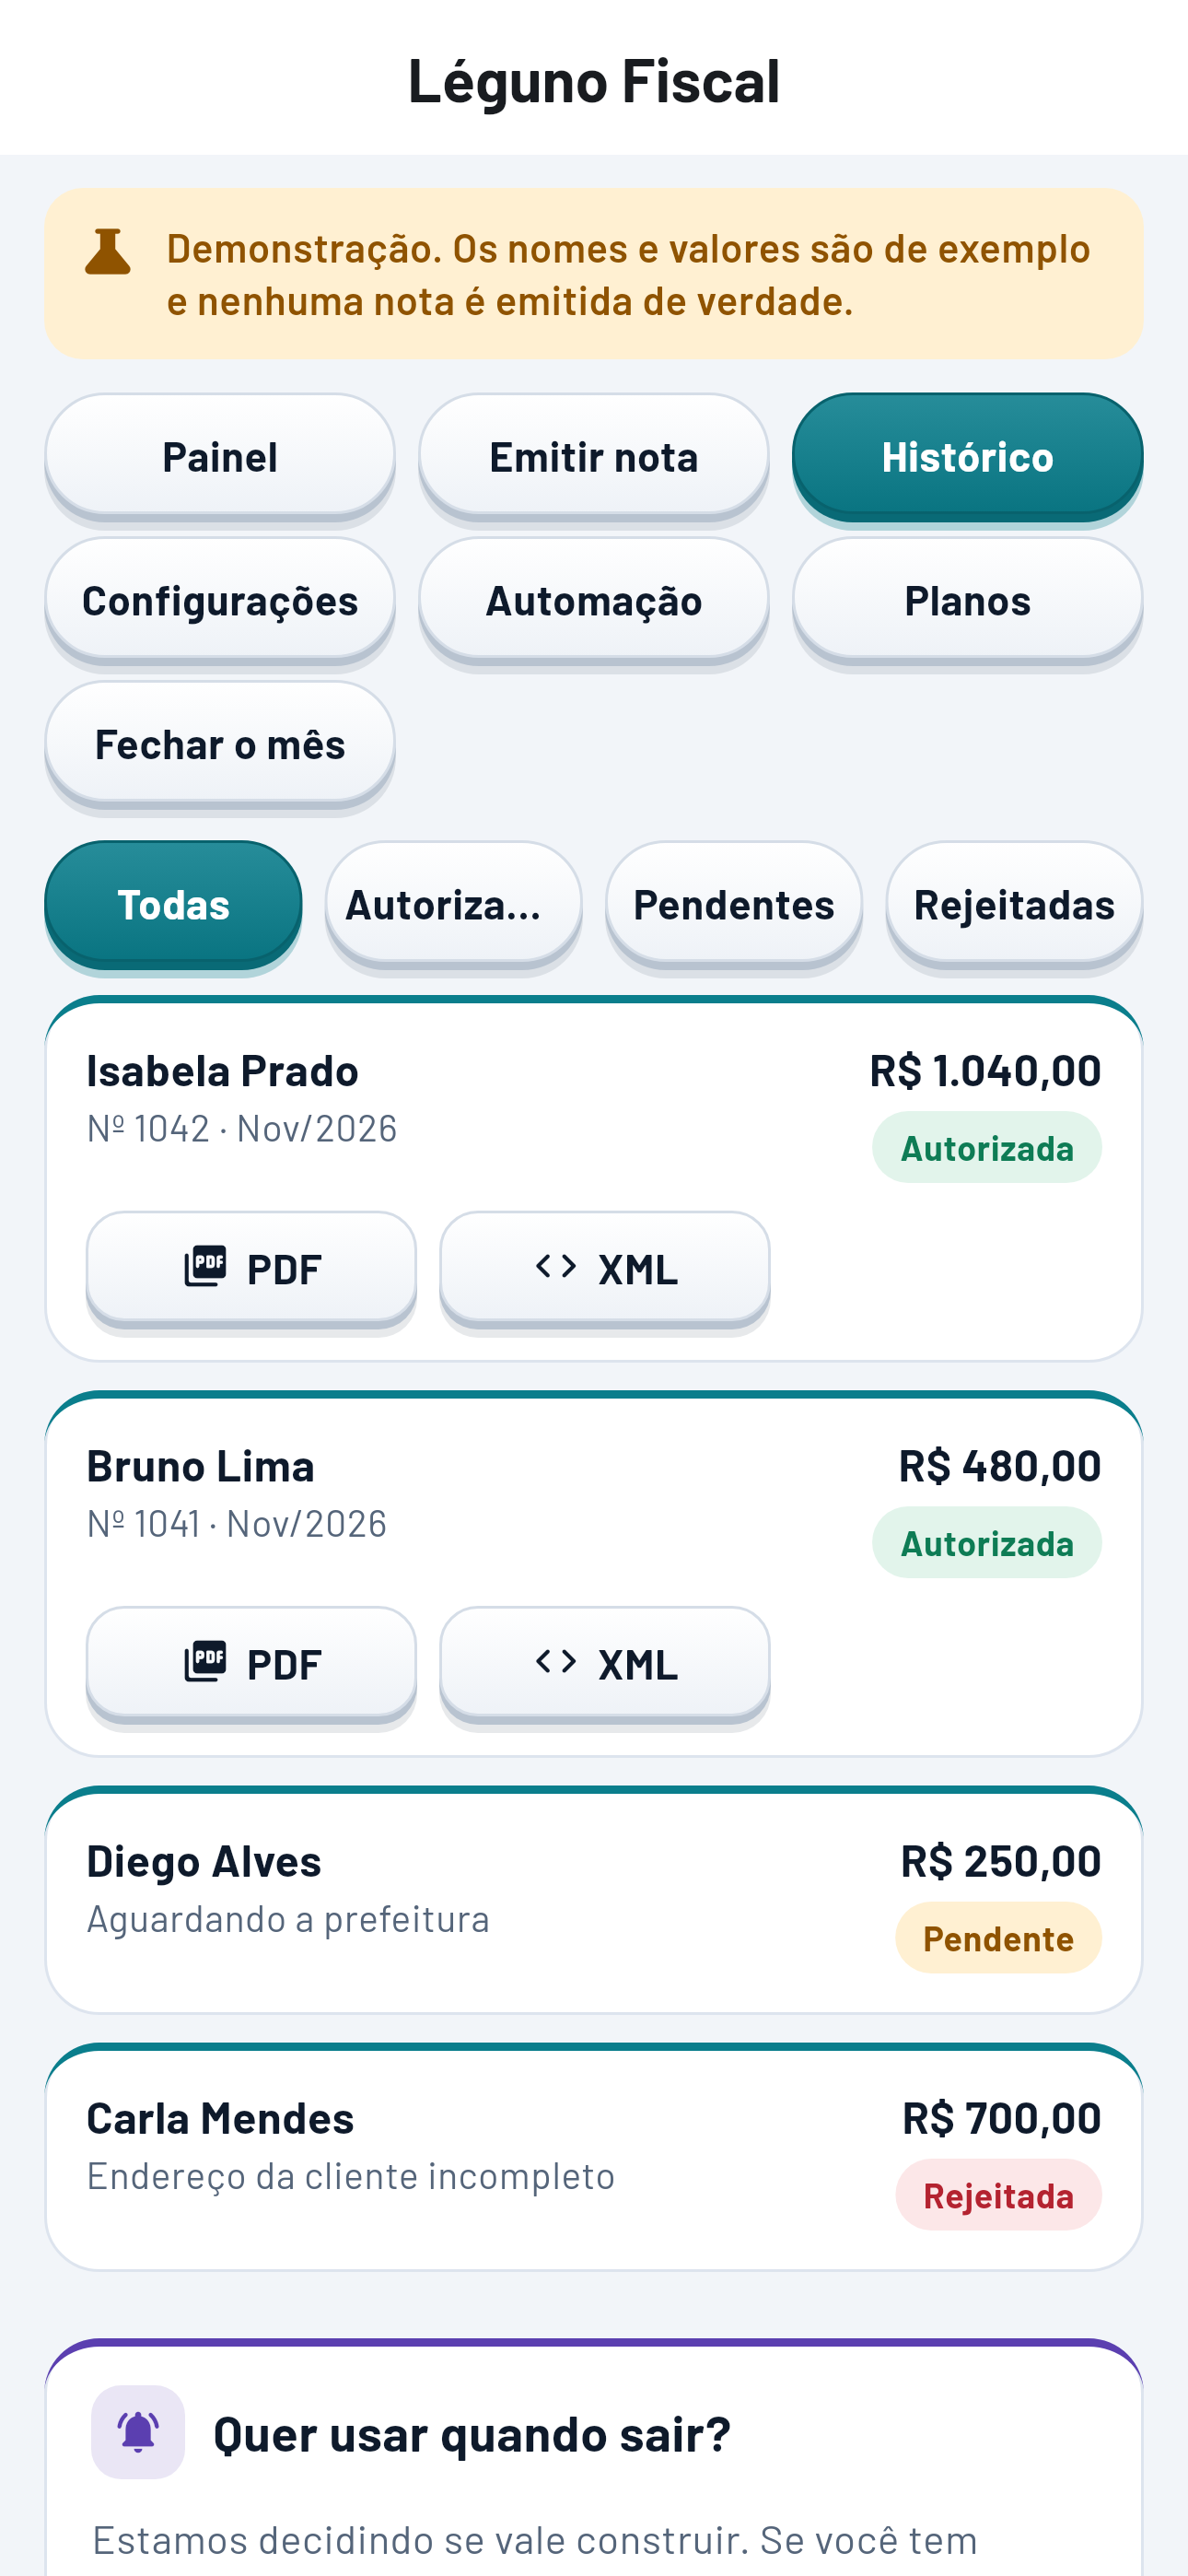 Léguno Fiscal
Demonstração. Os nomes e valores são de exemplo
e nenhuma nota é emitida de verdade.
Painel
Emitir nota
Histórico
Configurações
Automação
Planos
Fechar o mês
Todas
Autoriza...
Pendentes
Rejeitadas
Isabela Prado
R$ 1.040,00
Nº 1042 · Nov/2026
Autorizada
PDF
PDF
XML
Bruno Lima
R$ 480,00
Nº 1041 · Nov/2026
Autorizada
PDF
PDF
XML
Diego Alves
R$ 250,00
Aguardando a prefeitura
Pendente
Carla Mendes
R$ 700,00
Endereço da cliente incompleto
Rejeitada
Quer usar quando sair?
Estamos decidindo se vale construir. Se você tem